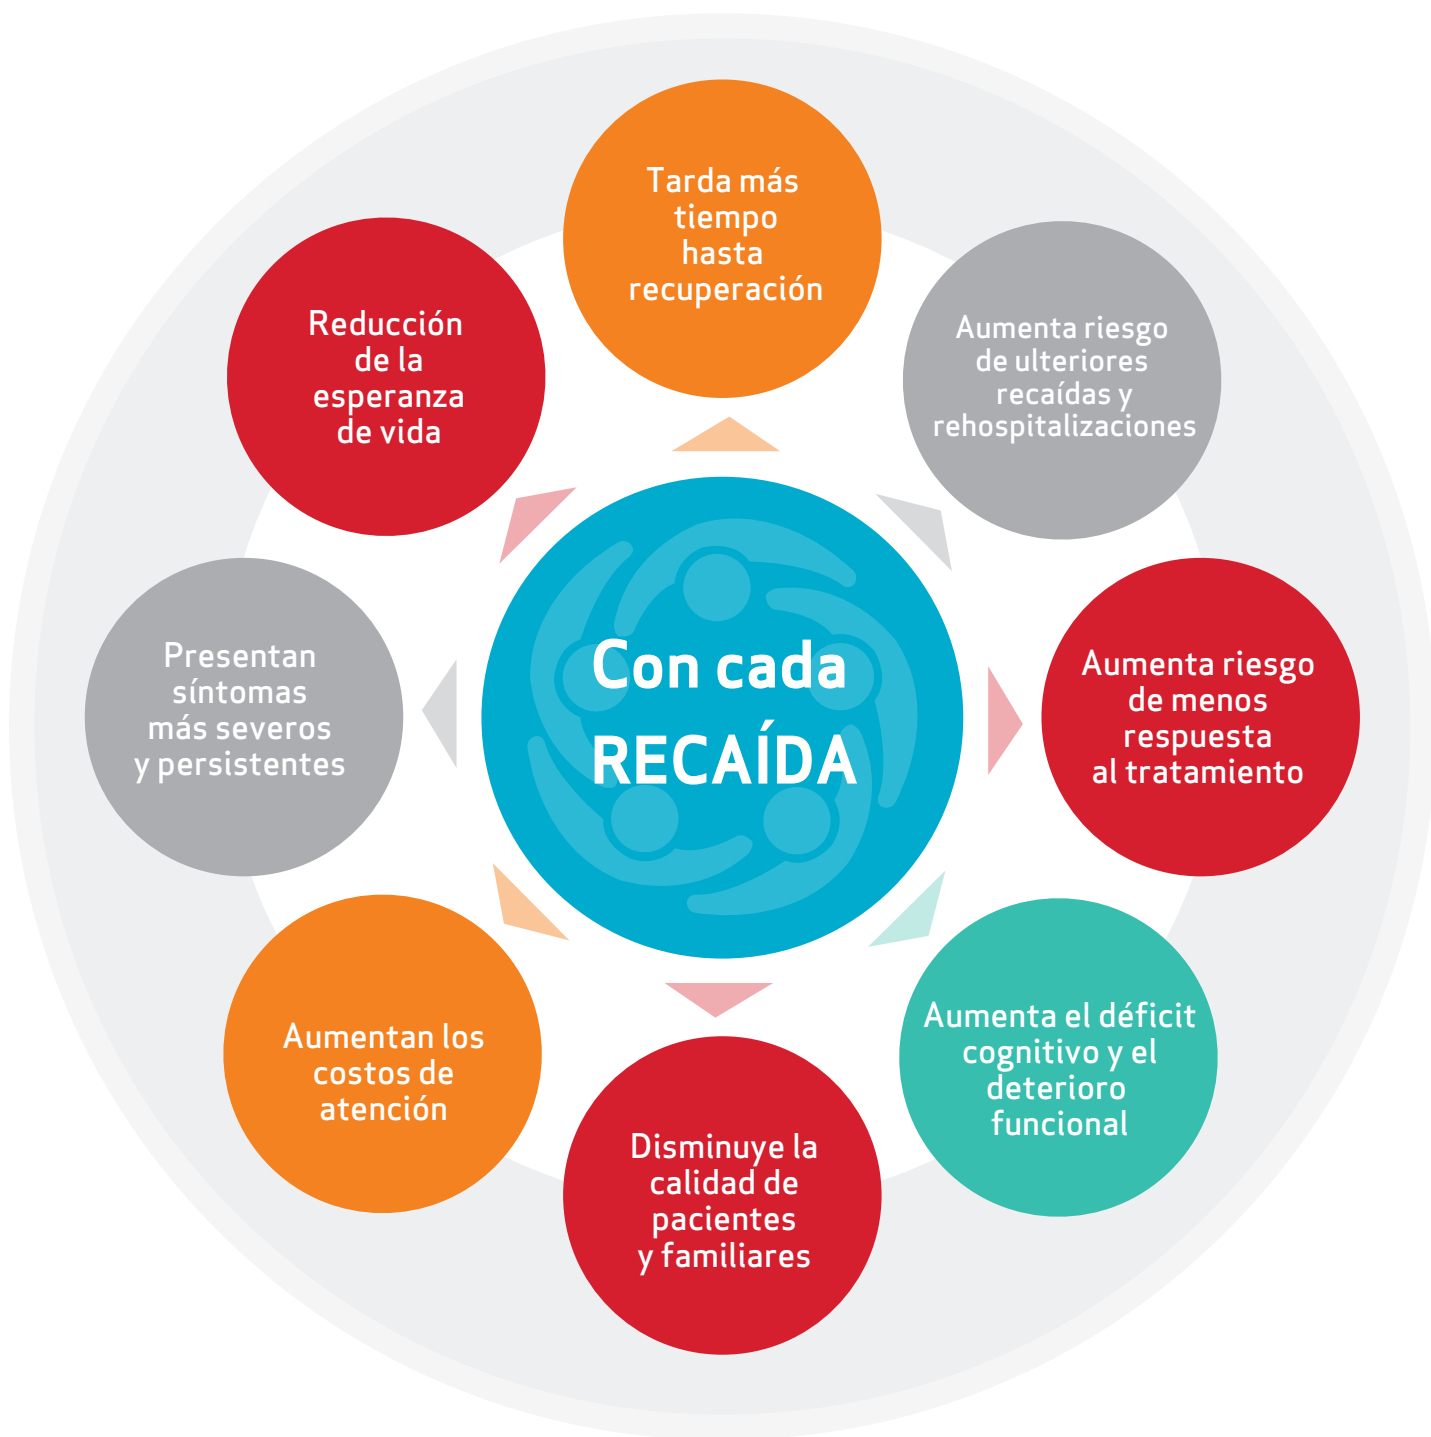 Con cada
RECAÍDA
Tarda más
tiempo
hasta
recuperación
Aumenta riesgo
de ulteriores
recaídas y
rehospitalizaciones
Aumenta riesgo
de menos
respuesta
al tratamiento
Aumenta el déficit
cognitivo y el
deterioro
funcional
Disminuye la
calidad de
pacientes
y familiares
Aumentan los
costos de
atención
Presentan
síntomas
más severos
y persistentes
Reducción
de la
esperanza
de vida